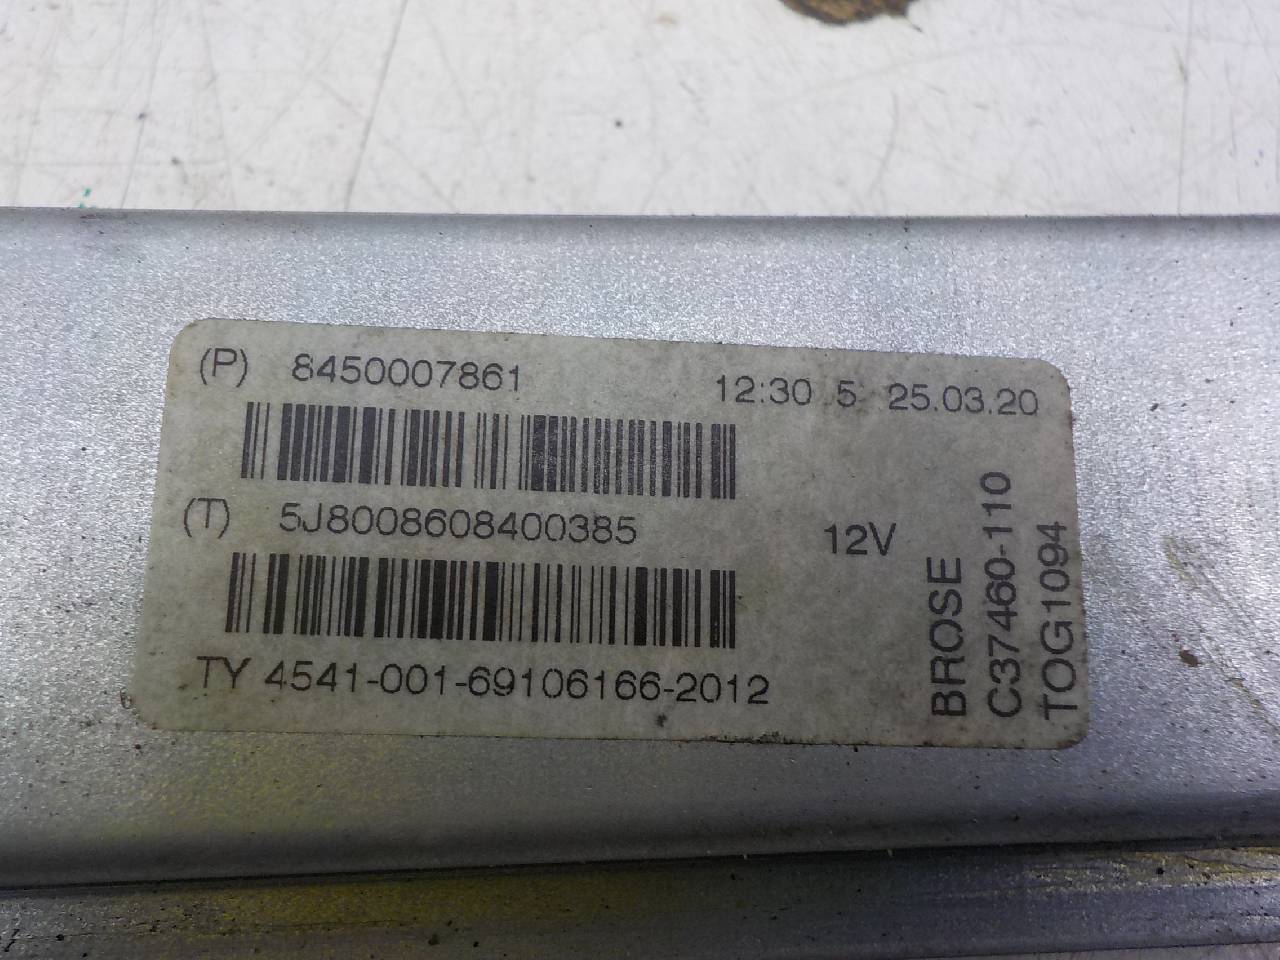 (P) 8450007861 12:30 5 25.03.20
(T) 5J8008608400385 12V
TY 4541-001-69106166-2012
BROSE
C37460-110
TOG1094